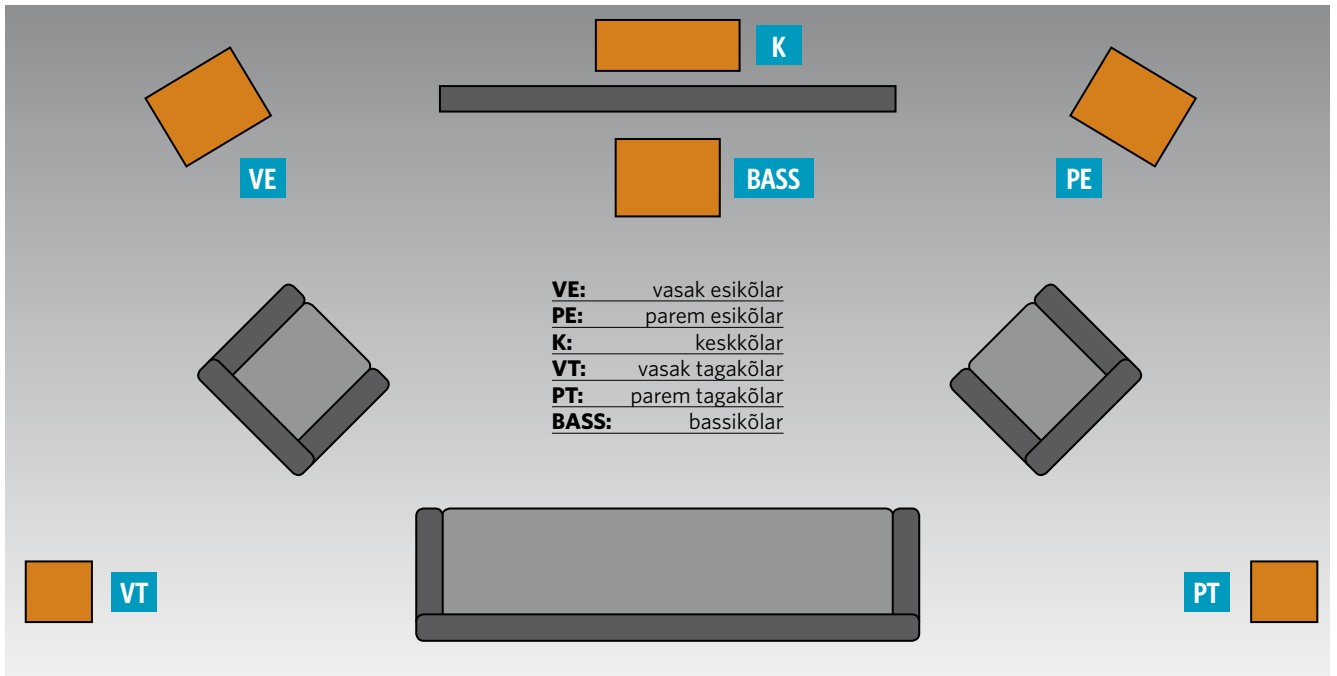 K
VE
BASS
PE
VE: vasak esikõlar
PE: parem esikõlar
K: keskkõlar
VT: vasak tagakõlar
PT: parem tagakõlar
BASS: bassikõlar
VT
PT